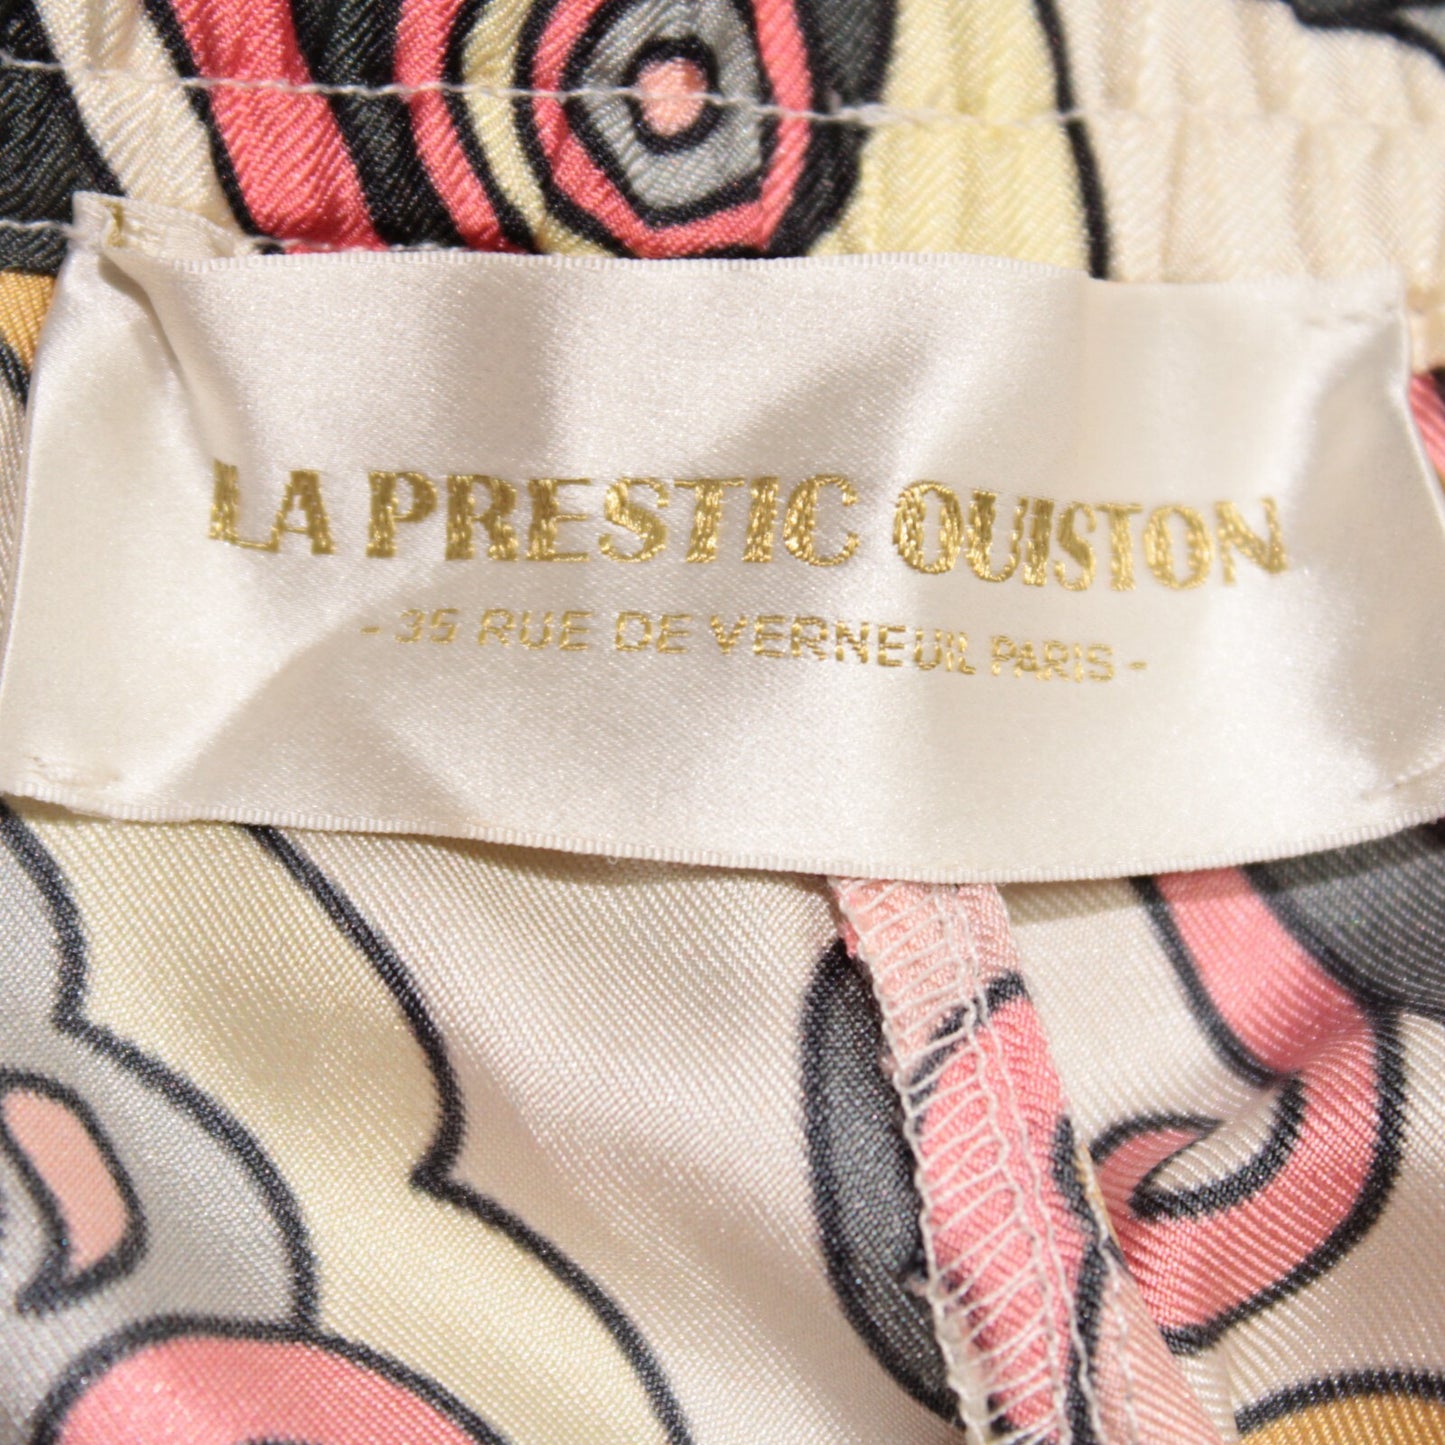 LA PRESTIC OUISTON
- 35 RUE DE VERNEUIL PARIS -